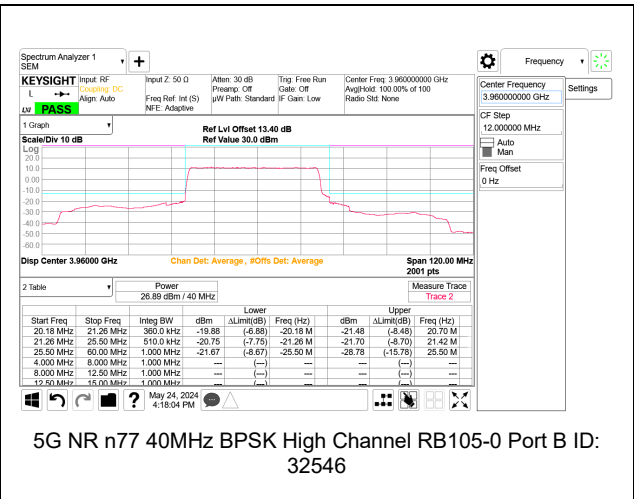 Spectrum Analyzer 1
SEM
Frequency
KEYSIGHT
Input: RF
Coupling: DC
Align: Auto
Input Z: 50 Ω
Freq Ref: Int (S)
NFE: Adaptive
Atten: 30 dB
Preamp: Off
µW Path: Standard
Trig: Free Run
Gate: Off
IF Gain: Low
Center Freq: 3.960000000 GHz
Avg|Hold: 100.00% of 100
Radio Std: None
L
LVI PASS
Center Frequency
3.960000000 GHz
Settings
CF Step
12.000000 MHz
Auto
Man
Freq Offset
0 Hz
1 Graph
Scale/Div 10 dB
Ref Lvl Offset 13.40 dB
Ref Value 30.0 dBm
Log
20.0
10.0
0.00
-10.0
-20.0
-30.0
-40.0
-50.0
-60.0
Disp Center 3.96000 GHz
Chan Det: Average , #Offs Det: Average
Span 120.00 MHz
2001 pts
2 Table
Power
26.89 dBm / 40 MHz
Measure Trace
Trace 2
Lower Upper
Start Freq Stop Freq Integ BW dBm ΔLimit(dB) Freq (Hz) dBm ΔLimit(dB) Freq (Hz)
20.18 MHz 21.26 MHz 360.0 kHz -19.88 (-6.88) -20.18 M -21.48 (-8.48) 20.70 M
21.26 MHz 25.50 MHz 510.0 kHz -20.75 (-7.75) -21.26 M -21.70 (-8.70) 21.42 M
25.50 MHz 60.00 MHz 1.000 MHz -21.67 (-8.67) -25.50 M -28.78 (-15.78) 25.50 M
4.000 MHz 8.000 MHz 1.000 MHz --- (---) --- --- (---) ---
8.000 MHz 12.50 MHz 1.000 MHz --- (---) --- --- (---) ---
12.50 MHz 15.00 MHz 1.000 MHz --- (---) --- --- (---) ---
?
May 24, 2024
4:18:04 PM
5G NR n77 40MHz BPSK High Channel RB105-0 Port B ID:
32546